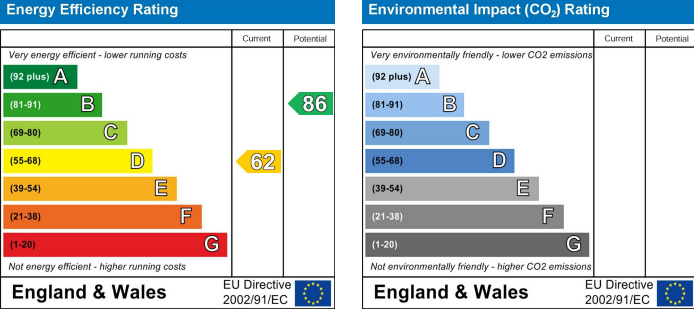 Energy Efficiency Rating
Current Potential
Very energy efficient - lower running costs
(92 plus) A
(81-91) B
(69-80) C
(55-68) D
(39-54) E
(21-38) F
(1-20) G
86
62
Not energy efficient - higher running costs
England & Wales
EU Directive
2002/91/EC
Environmental Impact (CO₂) Rating
Current Potential
Very environmentally friendly - lower CO2 emissions
(92 plus) A
(81-91) B
(69-80) C
(55-68) D
(39-54) E
(21-38) F
(1-20) G
Not environmentally friendly - higher CO2 emissions
England & Wales
EU Directive
2002/91/EC